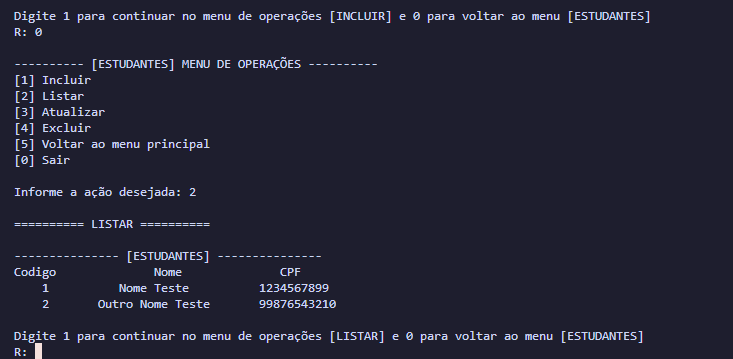 Digite 1 para continuar no menu de operações [INCLUIR] e 0 para voltar ao menu [ESTUDANTES]
R: 0
---------- [ESTUDANTES] MENU DE OPERAÇÕES ----------
[1] Incluir
[2] Listar
[3] Atualizar
[4] Excluir
[5] Voltar ao menu principal
[0] Sair
Informe a ação desejada: 2
========== LISTAR ==========
--------------- [ESTUDANTES] ---------------
Codigo Nome CPF
1 Nome Teste 1234567899
2 Outro Nome Teste 99876543210
Digite 1 para continuar no menu de operações [LISTAR] e 0 para voltar ao menu [ESTUDANTES]
R: